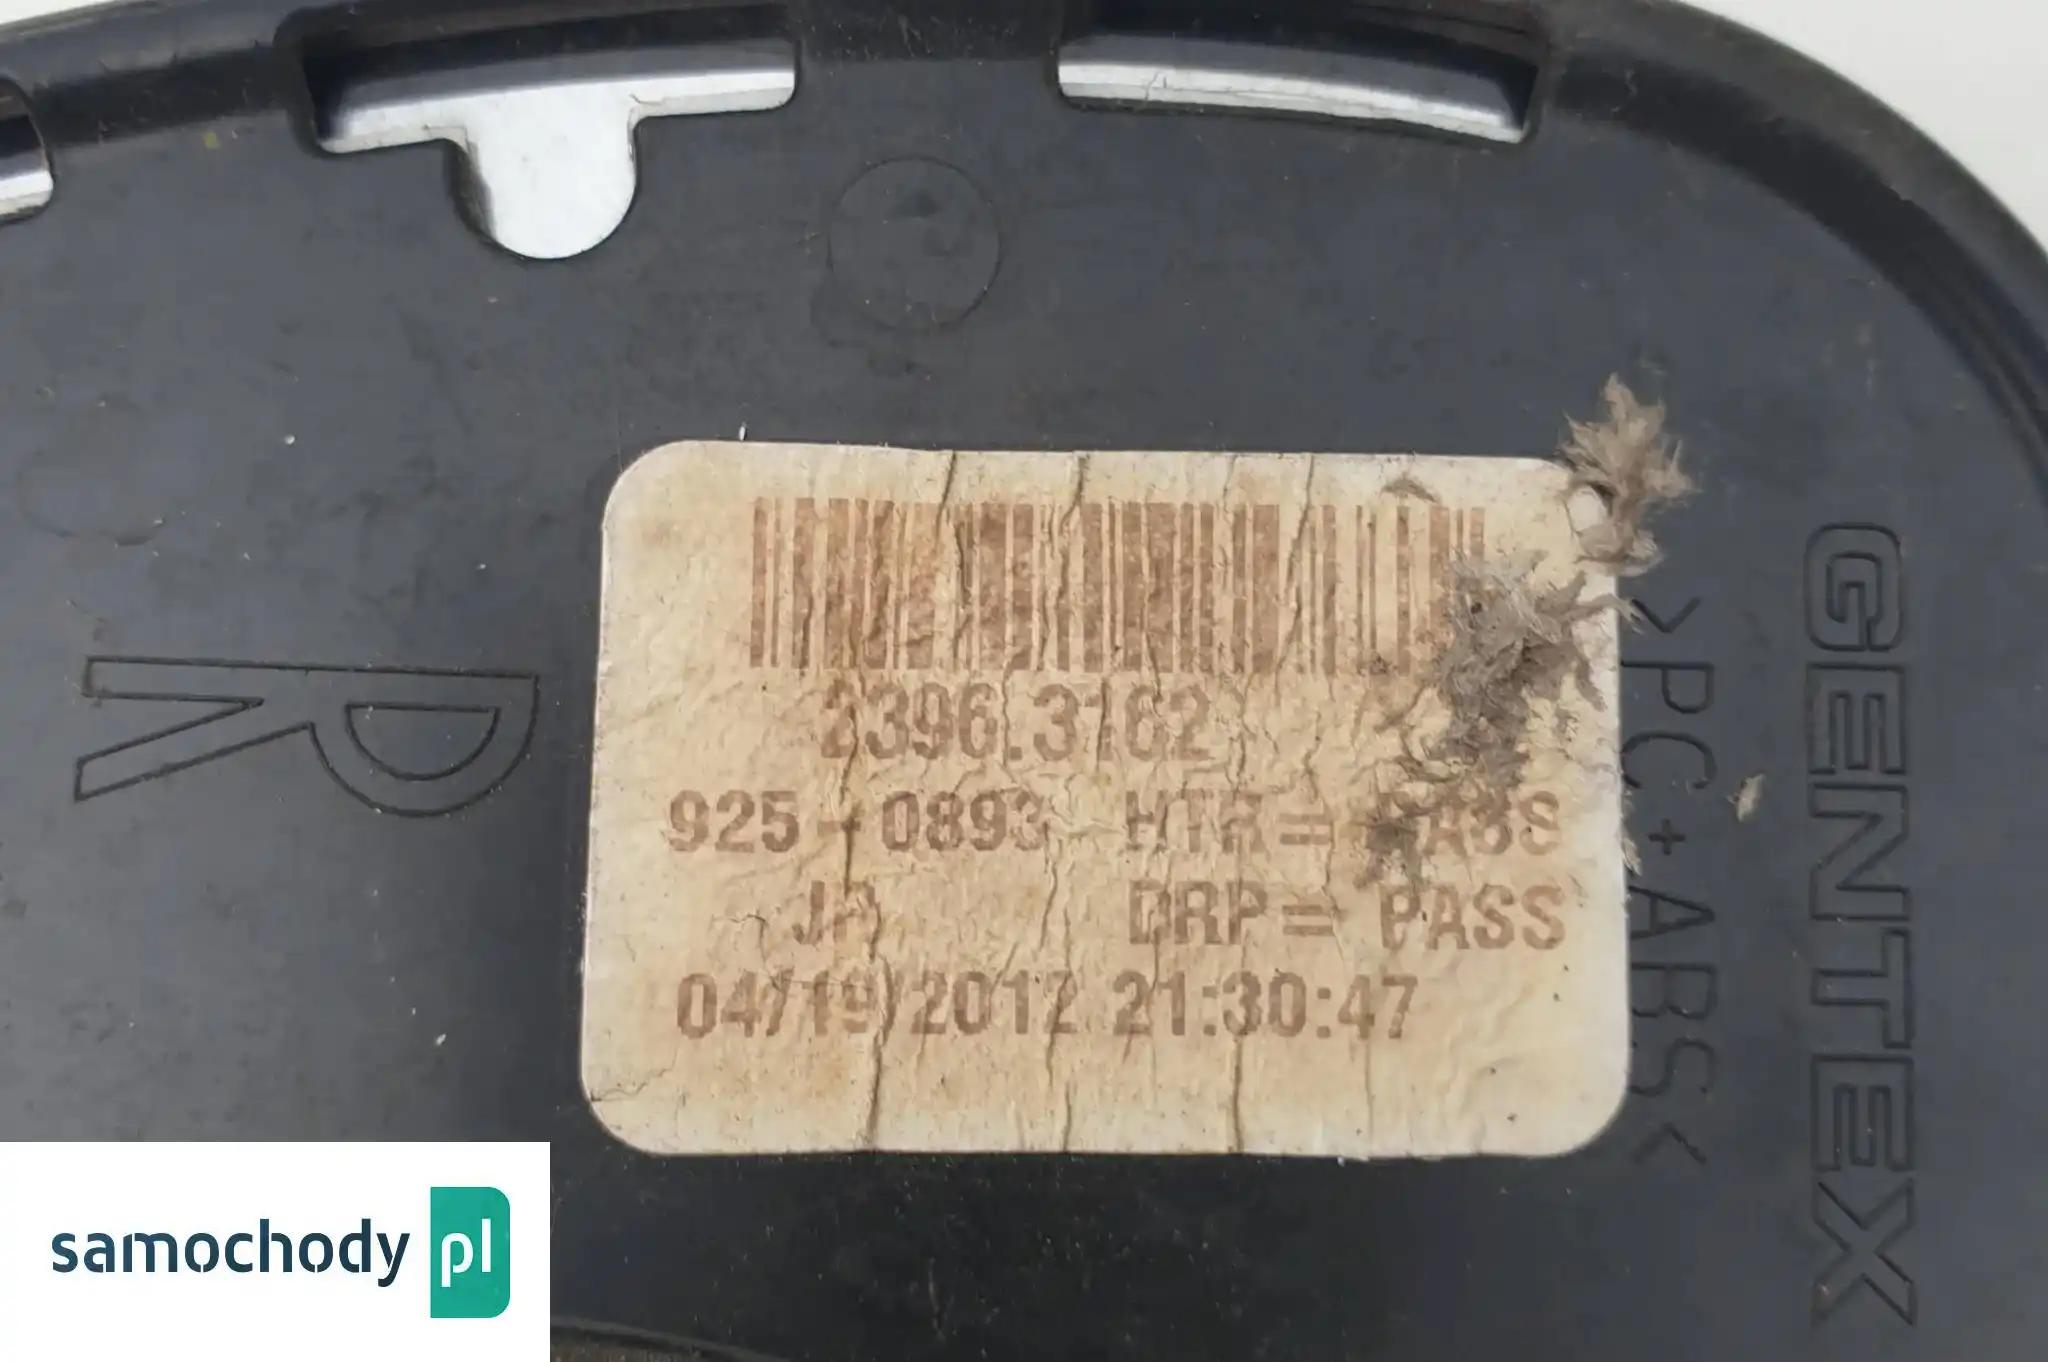 2396.3162
925-0893 HTR= PASS
JP DRP= PASS
04/19/2012 21:30:47
R
>PC+ABS<
GENTEX
samochody pl